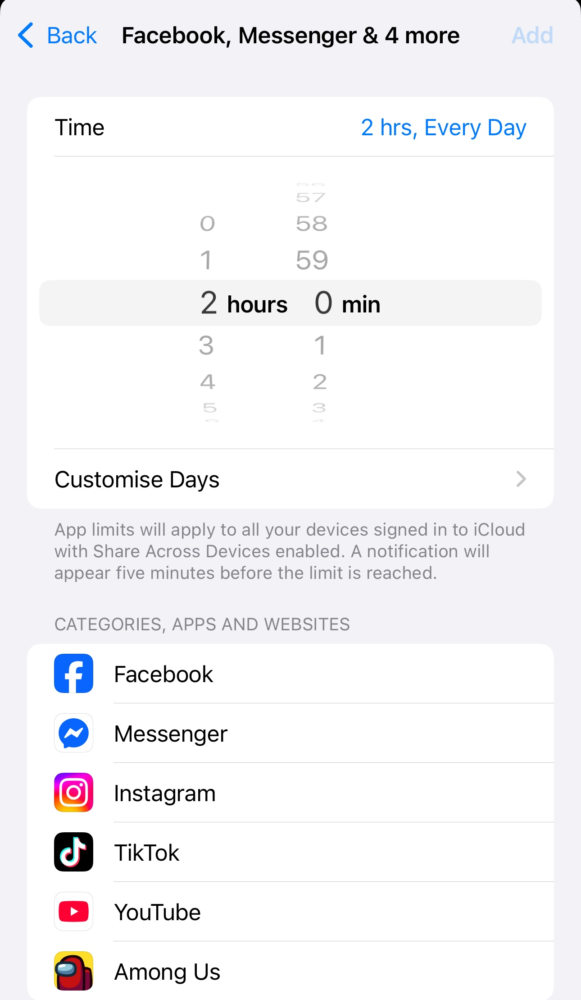 Back Facebook, Messenger & 4 more Add
Time 2 hrs, Every Day
56
57
0 58
1 59
2 hours 0 min
3 1
4 2
5 3
6 4
Customise Days
App limits will apply to all your devices signed in to iCloud
with Share Across Devices enabled. A notification will
appear five minutes before the limit is reached.
CATEGORIES, APPS AND WEBSITES
Facebook
Messenger
Instagram
TikTok
YouTube
Among Us